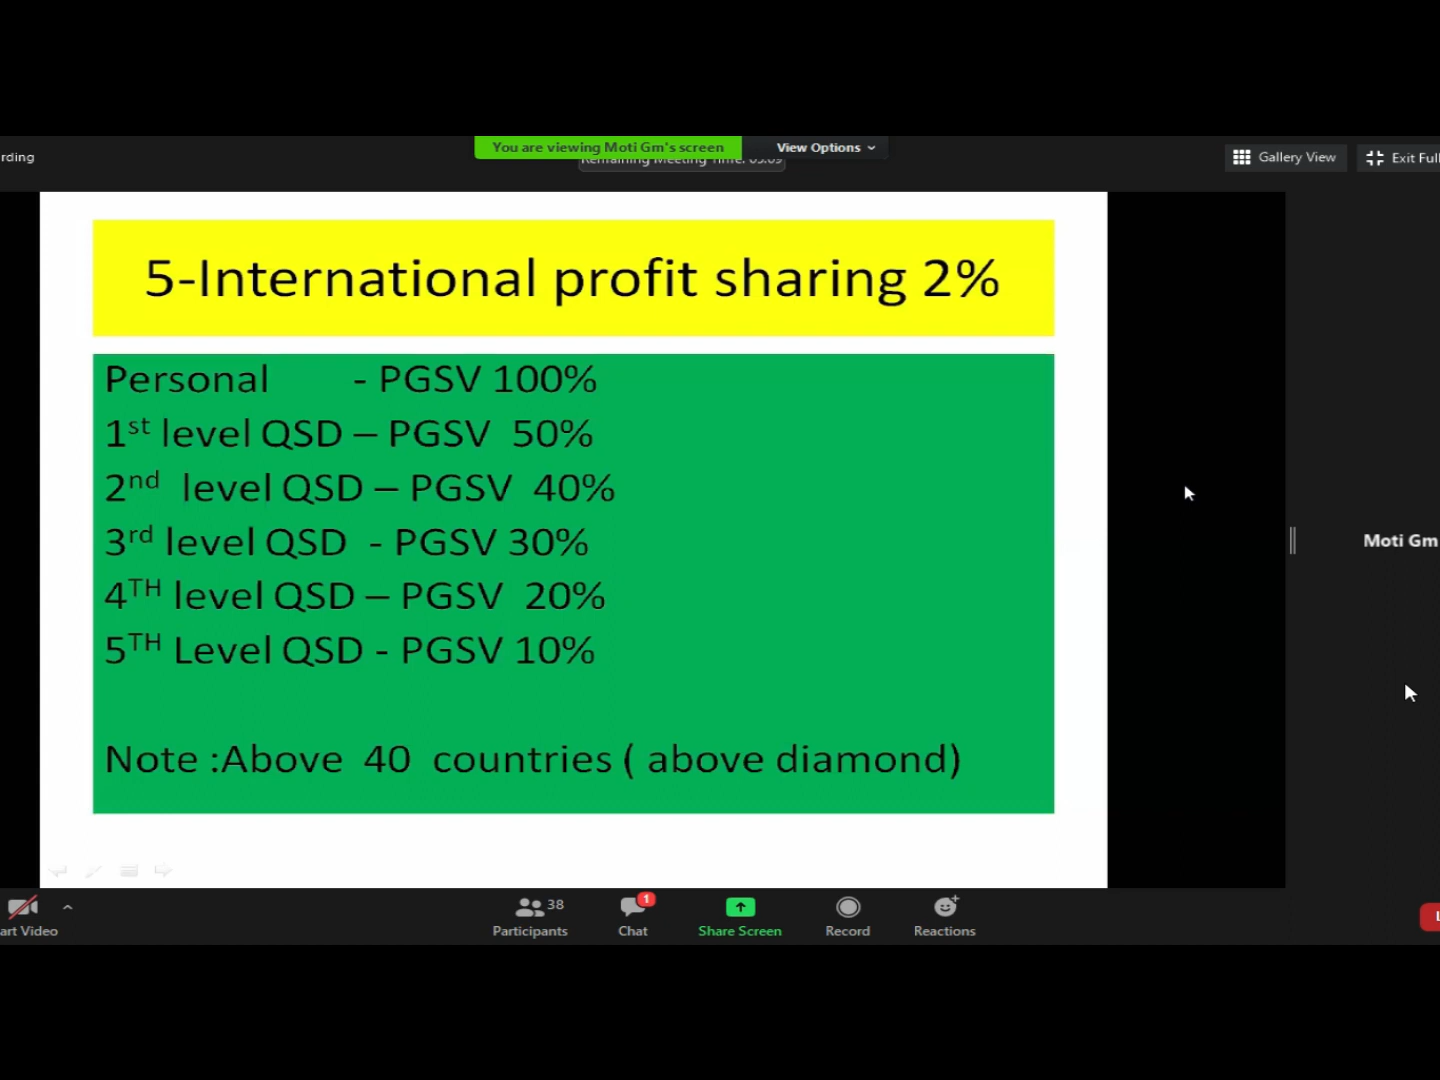 rding
You are viewing Moti Gm's screen
View Options
Remaining Meeting Time:
Gallery View
Exit Full
5-International profit sharing 2%
Personal - PGSV 100%
1st level QSD – PGSV 50%
2nd level QSD – PGSV 40%
3rd level QSD - PGSV 30%
4TH level QSD – PGSV 20%
5TH Level QSD - PGSV 10%
Note :Above 40 countries ( above diamond)
Moti Gm
art Video
38
Participants
1
Chat
Share Screen
Record
Reactions
L